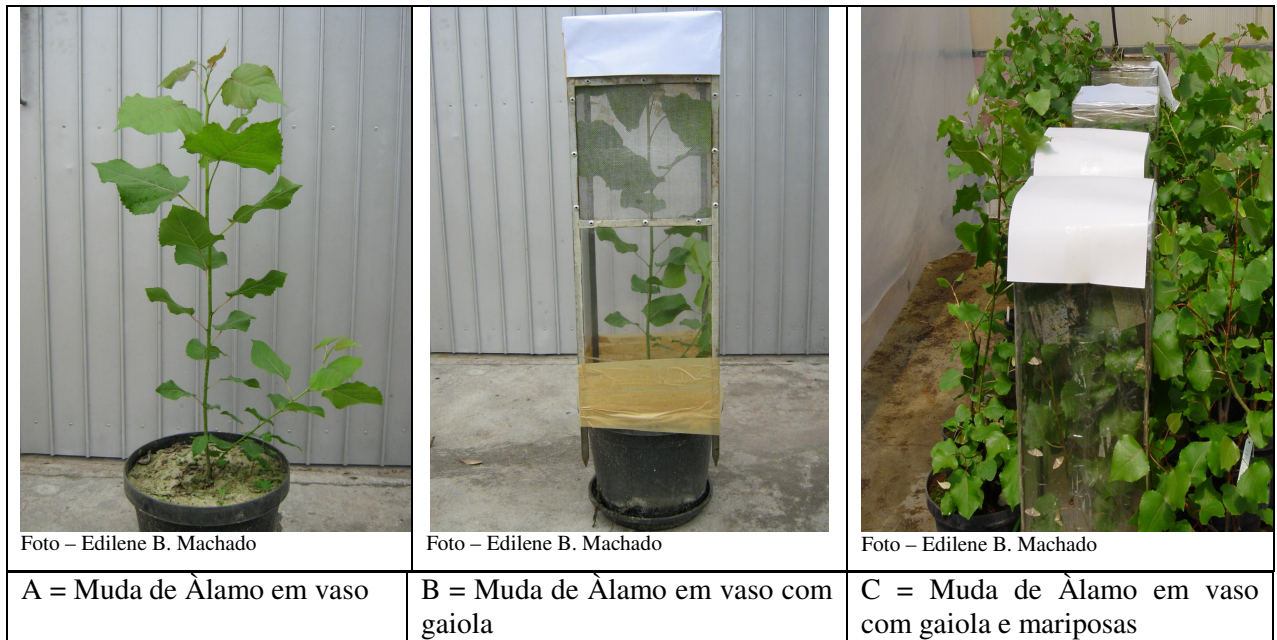 Foto – Edilene B. Machado
Foto – Edilene B. Machado
Foto – Edilene B. Machado
A = Muda de Àlamo em vaso
B = Muda de Àlamo em vaso com
gaiola
C = Muda de Àlamo em vaso
com gaiola e mariposas